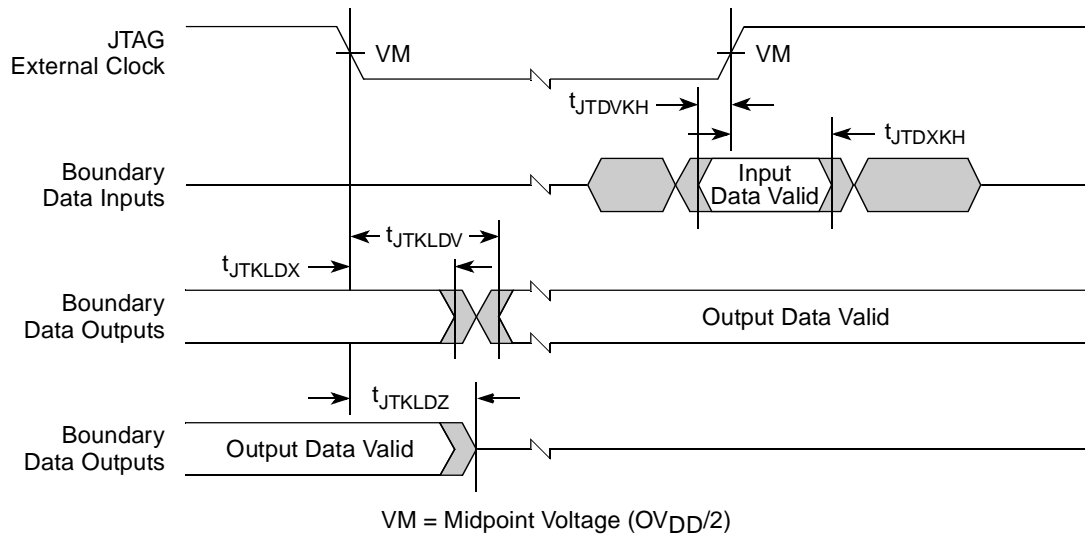 JTAG
External Clock
VM
VM
tJTDVKH
tJTDXKH
Boundary
Data Inputs
Input
Data Valid
tJTKLDV
tJTKLDX
Boundary
Data Outputs
Output Data Valid
tJTKLDZ
Boundary
Data Outputs
Output Data Valid
VM = Midpoint Voltage (OVDD/2)